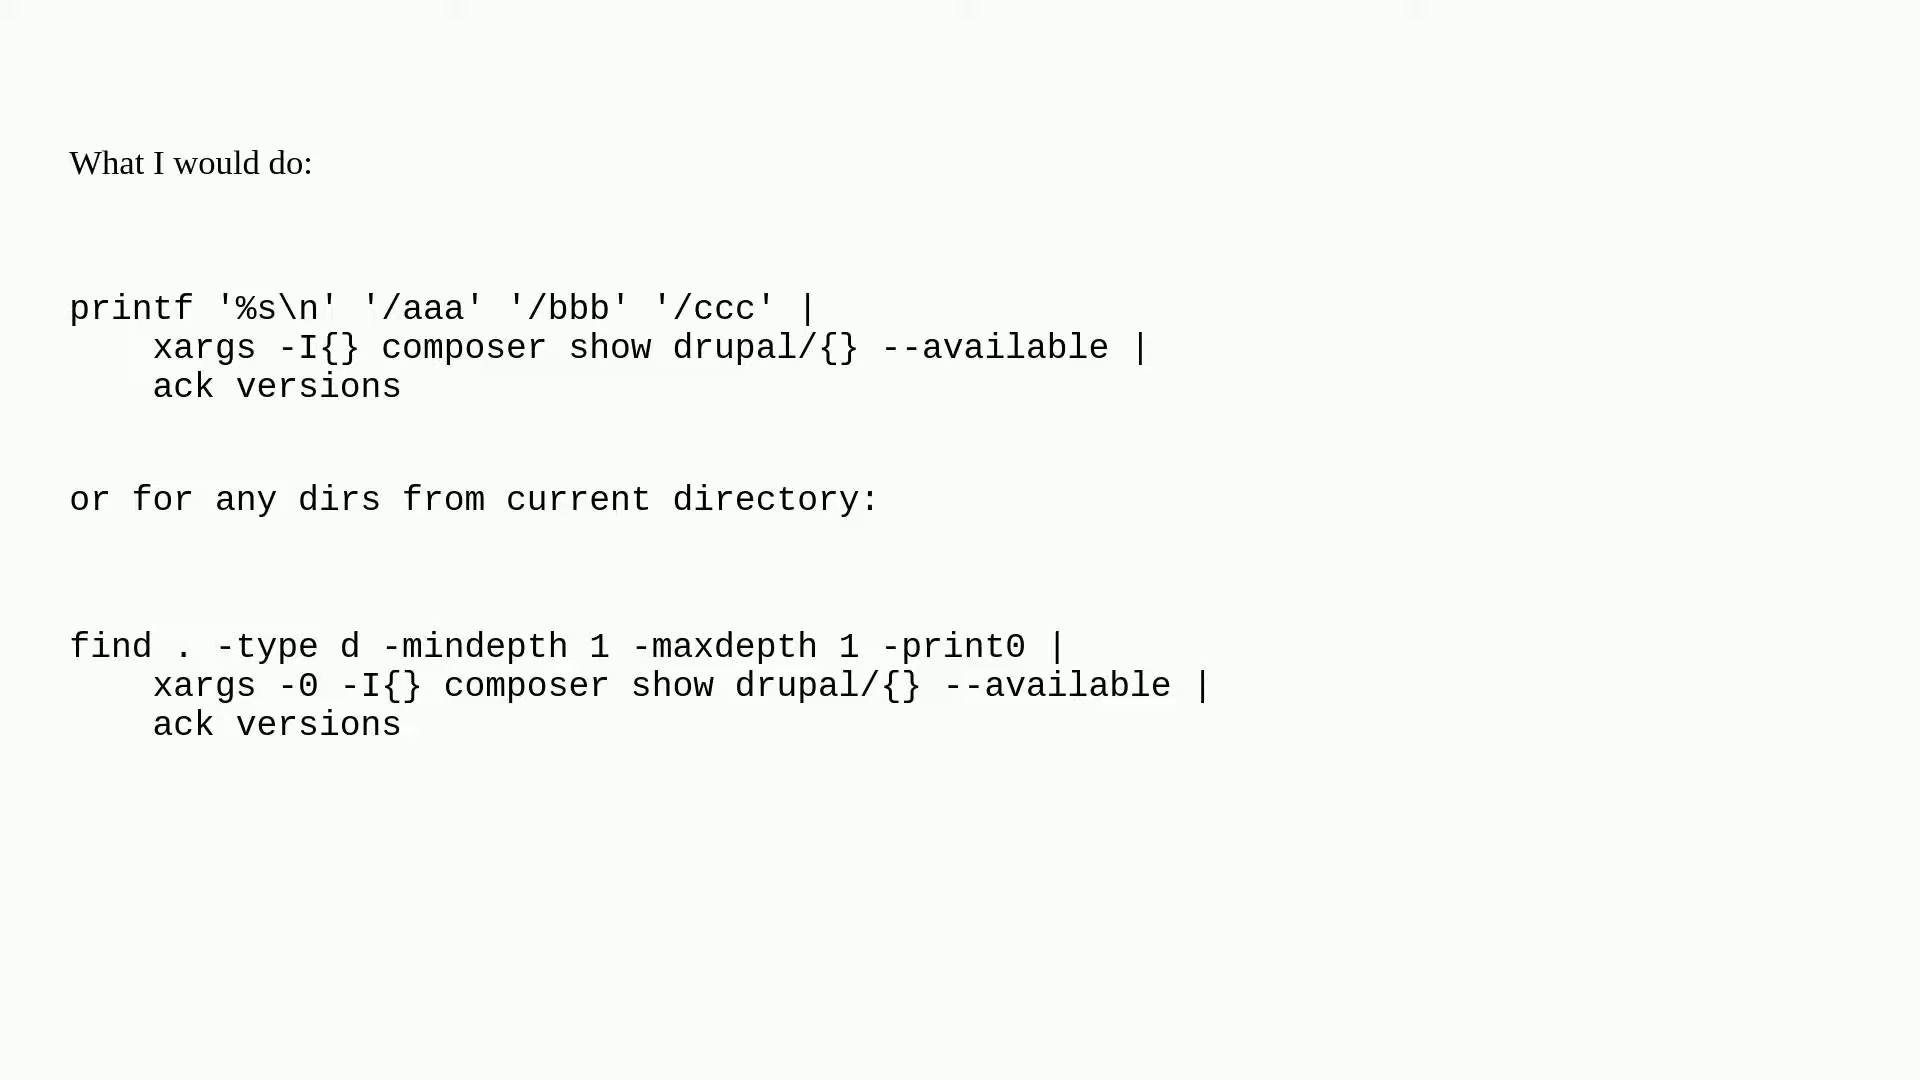 What I would do:
printf '%s\n' '/aaa' '/bbb' '/ccc' |
    xargs -I{} composer show drupal/{} --available |
    ack versions
or for any dirs from current directory:
find . -type d -mindepth 1 -maxdepth 1 -print0 |
    xargs -0 -I{} composer show drupal/{} --available |
    ack versions